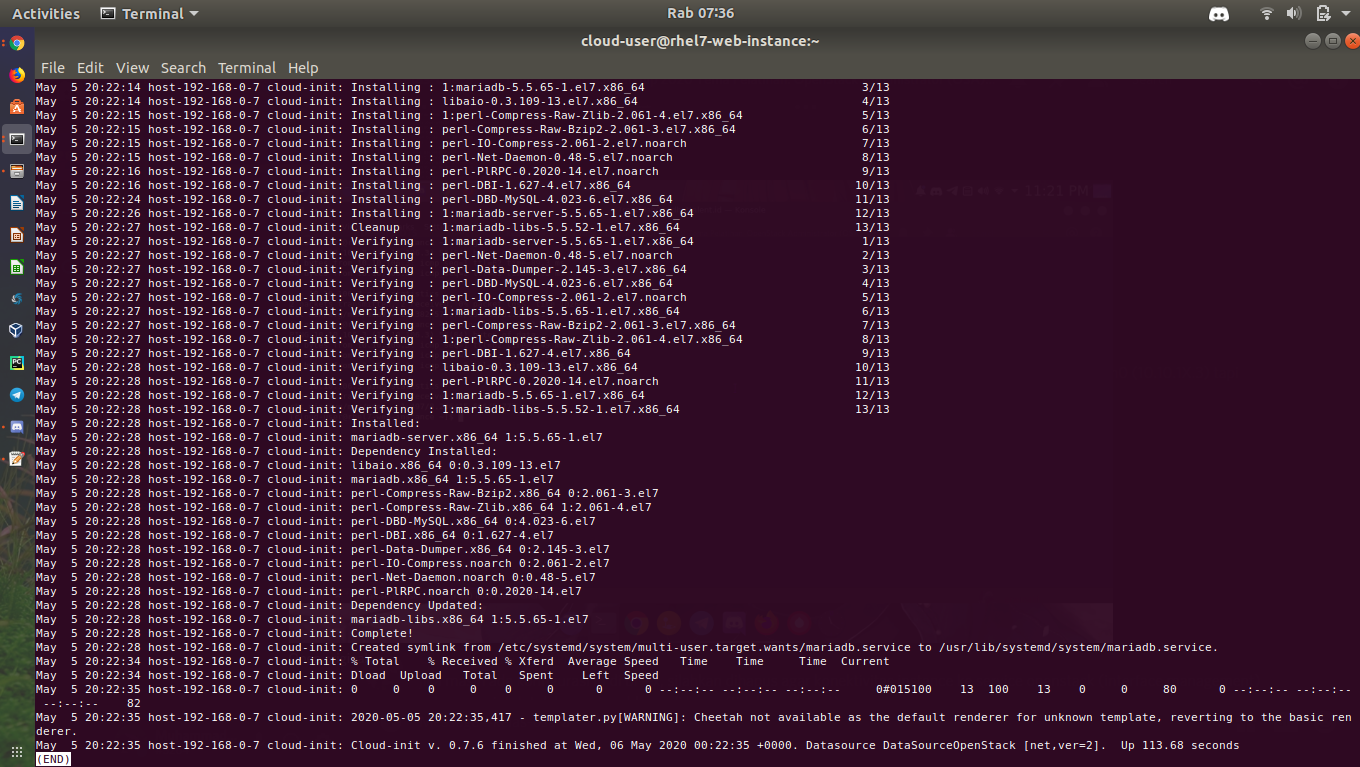 Activities Terminal Rab 07:36
cloud-user@rhel7-web-instance:~
File Edit View Search Terminal Help
May  5 20:22:14 host-192-168-0-7 cloud-init: Installing : 1:mariadb-5.5.65-1.el7.x86_64 3/13
May  5 20:22:14 host-192-168-0-7 cloud-init: Installing : libaio-0.3.109-13.el7.x86_64 4/13
May  5 20:22:15 host-192-168-0-7 cloud-init: Installing : 1:perl-Compress-Raw-Zlib-2.061-4.el7.x86_64 5/13
May  5 20:22:15 host-192-168-0-7 cloud-init: Installing : perl-Compress-Raw-Bzip2-2.061-3.el7.x86_64 6/13
May  5 20:22:15 host-192-168-0-7 cloud-init: Installing : perl-IO-Compress-2.061-2.el7.noarch 7/13
May  5 20:22:15 host-192-168-0-7 cloud-init: Installing : perl-Net-Daemon-0.48-5.el7.noarch 8/13
May  5 20:22:16 host-192-168-0-7 cloud-init: Installing : perl-PlRPC-0.2020-14.el7.noarch 9/13
May  5 20:22:16 host-192-168-0-7 cloud-init: Installing : perl-DBI-1.627-4.el7.x86_64 10/13
May  5 20:22:24 host-192-168-0-7 cloud-init: Installing : perl-DBD-MySQL-4.023-6.el7.x86_64 11/13
May  5 20:22:26 host-192-168-0-7 cloud-init: Installing : 1:mariadb-server-5.5.65-1.el7.x86_64 12/13
May  5 20:22:27 host-192-168-0-7 cloud-init: Cleanup    : 1:mariadb-libs-5.5.52-1.el7.x86_64 13/13
May  5 20:22:27 host-192-168-0-7 cloud-init: Verifying  : 1:mariadb-server-5.5.65-1.el7.x86_64 1/13
May  5 20:22:27 host-192-168-0-7 cloud-init: Verifying  : perl-Net-Daemon-0.48-5.el7.noarch 2/13
May  5 20:22:27 host-192-168-0-7 cloud-init: Verifying  : perl-Data-Dumper-2.145-3.el7.x86_64 3/13
May  5 20:22:27 host-192-168-0-7 cloud-init: Verifying  : perl-DBD-MySQL-4.023-6.el7.x86_64 4/13
May  5 20:22:27 host-192-168-0-7 cloud-init: Verifying  : perl-IO-Compress-2.061-2.el7.noarch 5/13
May  5 20:22:27 host-192-168-0-7 cloud-init: Verifying  : 1:mariadb-libs-5.5.65-1.el7.x86_64 6/13
May  5 20:22:27 host-192-168-0-7 cloud-init: Verifying  : perl-Compress-Raw-Bzip2-2.061-3.el7.x86_64 7/13
May  5 20:22:27 host-192-168-0-7 cloud-init: Verifying  : 1:perl-Compress-Raw-Zlib-2.061-4.el7.x86_64 8/13
May  5 20:22:27 host-192-168-0-7 cloud-init: Verifying  : perl-DBI-1.627-4.el7.x86_64 9/13
May  5 20:22:28 host-192-168-0-7 cloud-init: Verifying  : libaio-0.3.109-13.el7.x86_64 10/13
May  5 20:22:28 host-192-168-0-7 cloud-init: Verifying  : perl-PlRPC-0.2020-14.el7.noarch 11/13
May  5 20:22:28 host-192-168-0-7 cloud-init: Verifying  : 1:mariadb-5.5.65-1.el7.x86_64 12/13
May  5 20:22:28 host-192-168-0-7 cloud-init: Verifying  : 1:mariadb-libs-5.5.52-1.el7.x86_64 13/13
May  5 20:22:28 host-192-168-0-7 cloud-init: Installed:
May  5 20:22:28 host-192-168-0-7 cloud-init: mariadb-server.x86_64 1:5.5.65-1.el7
May  5 20:22:28 host-192-168-0-7 cloud-init: Dependency Installed:
May  5 20:22:28 host-192-168-0-7 cloud-init: libaio.x86_64 0:0.3.109-13.el7
May  5 20:22:28 host-192-168-0-7 cloud-init: mariadb.x86_64 1:5.5.65-1.el7
May  5 20:22:28 host-192-168-0-7 cloud-init: perl-Compress-Raw-Bzip2.x86_64 0:2.061-3.el7
May  5 20:22:28 host-192-168-0-7 cloud-init: perl-Compress-Raw-Zlib.x86_64 1:2.061-4.el7
May  5 20:22:28 host-192-168-0-7 cloud-init: perl-DBD-MySQL.x86_64 0:4.023-6.el7
May  5 20:22:28 host-192-168-0-7 cloud-init: perl-DBI.x86_64 0:1.627-4.el7
May  5 20:22:28 host-192-168-0-7 cloud-init: perl-Data-Dumper.x86_64 0:2.145-3.el7
May  5 20:22:28 host-192-168-0-7 cloud-init: perl-IO-Compress.noarch 0:2.061-2.el7
May  5 20:22:28 host-192-168-0-7 cloud-init: perl-Net-Daemon.noarch 0:0.48-5.el7
May  5 20:22:28 host-192-168-0-7 cloud-init: perl-PlRPC.noarch 0:0.2020-14.el7
May  5 20:22:28 host-192-168-0-7 cloud-init: Dependency Updated:
May  5 20:22:28 host-192-168-0-7 cloud-init: mariadb-libs.x86_64 1:5.5.65-1.el7
May  5 20:22:28 host-192-168-0-7 cloud-init: Complete!
May  5 20:22:28 host-192-168-0-7 cloud-init: Created symlink from /etc/systemd/system/multi-user.target.wants/mariadb.service to /usr/lib/systemd/system/mariadb.service.
May  5 20:22:34 host-192-168-0-7 cloud-init: % Total    % Received % Xferd  Average Speed   Time    Time     Time  Current
May  5 20:22:34 host-192-168-0-7 cloud-init: Dload  Upload   Total   Spent    Left  Speed
May  5 20:22:35 host-192-168-0-7 cloud-init: 0     0    0     0    0     0      0      0 --:--:-- --:--:-- --:--:--     0#015100    13  100    13    0     0     80      0 --:--:-- --:--:--
--:--:--    82
May  5 20:22:35 host-192-168-0-7 cloud-init: 2020-05-05 20:22:35,417 - templater.py[WARNING]: Cheetah not available as the default renderer for unknown template, reverting to the basic ren
derer.
May  5 20:22:35 host-192-168-0-7 cloud-init: Cloud-init v. 0.7.6 finished at Wed, 06 May 2020 00:22:35 +0000. Datasource DataSourceOpenStack [net,ver=2].  Up 113.68 seconds
(END)